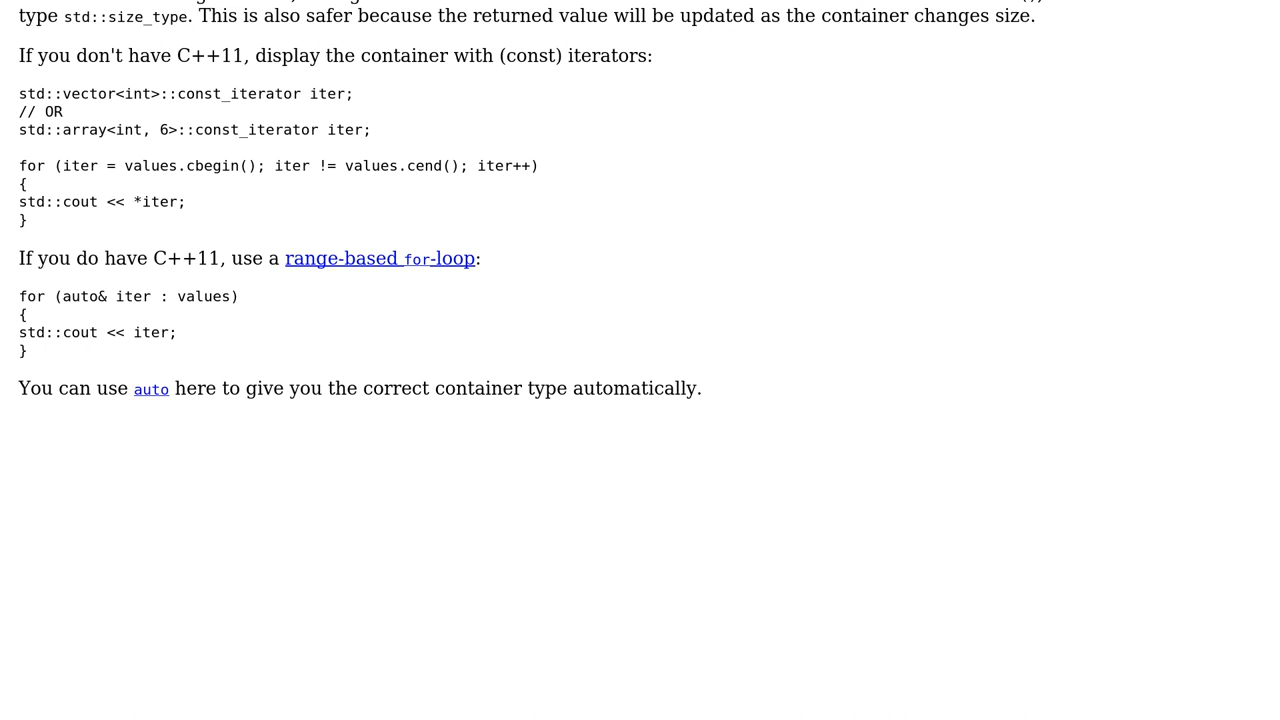 type std::size_type. This is also safer because the returned value will be updated as the container changes size.
If you don't have C++11, display the container with (const) iterators:
std::vector<int>::const_iterator iter;
// OR
std::array<int, 6>::const_iterator iter;
for (iter = values.cbegin(); iter != values.cend(); iter++)
{
std::cout << *iter;
}
If you do have C++11, use a range-based for-loop:
for (auto& iter : values)
{
std::cout << iter;
}
You can use auto here to give you the correct container type automatically.